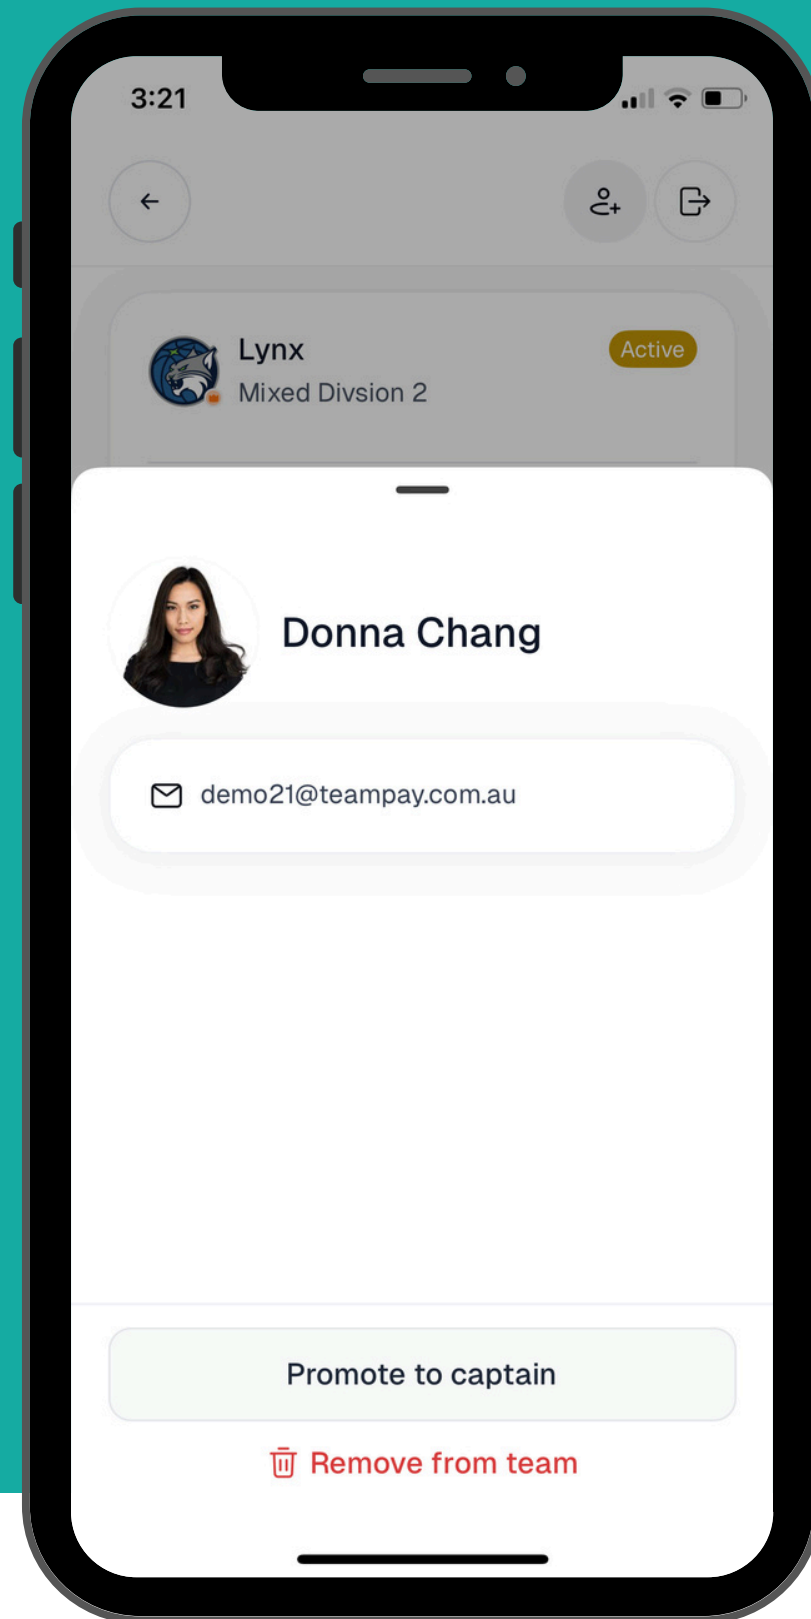 3:21
Lynx
Active
Mixed Divsion 2
Donna Chang
demo21@teampay.com.au
Promote to captain
Remove from team